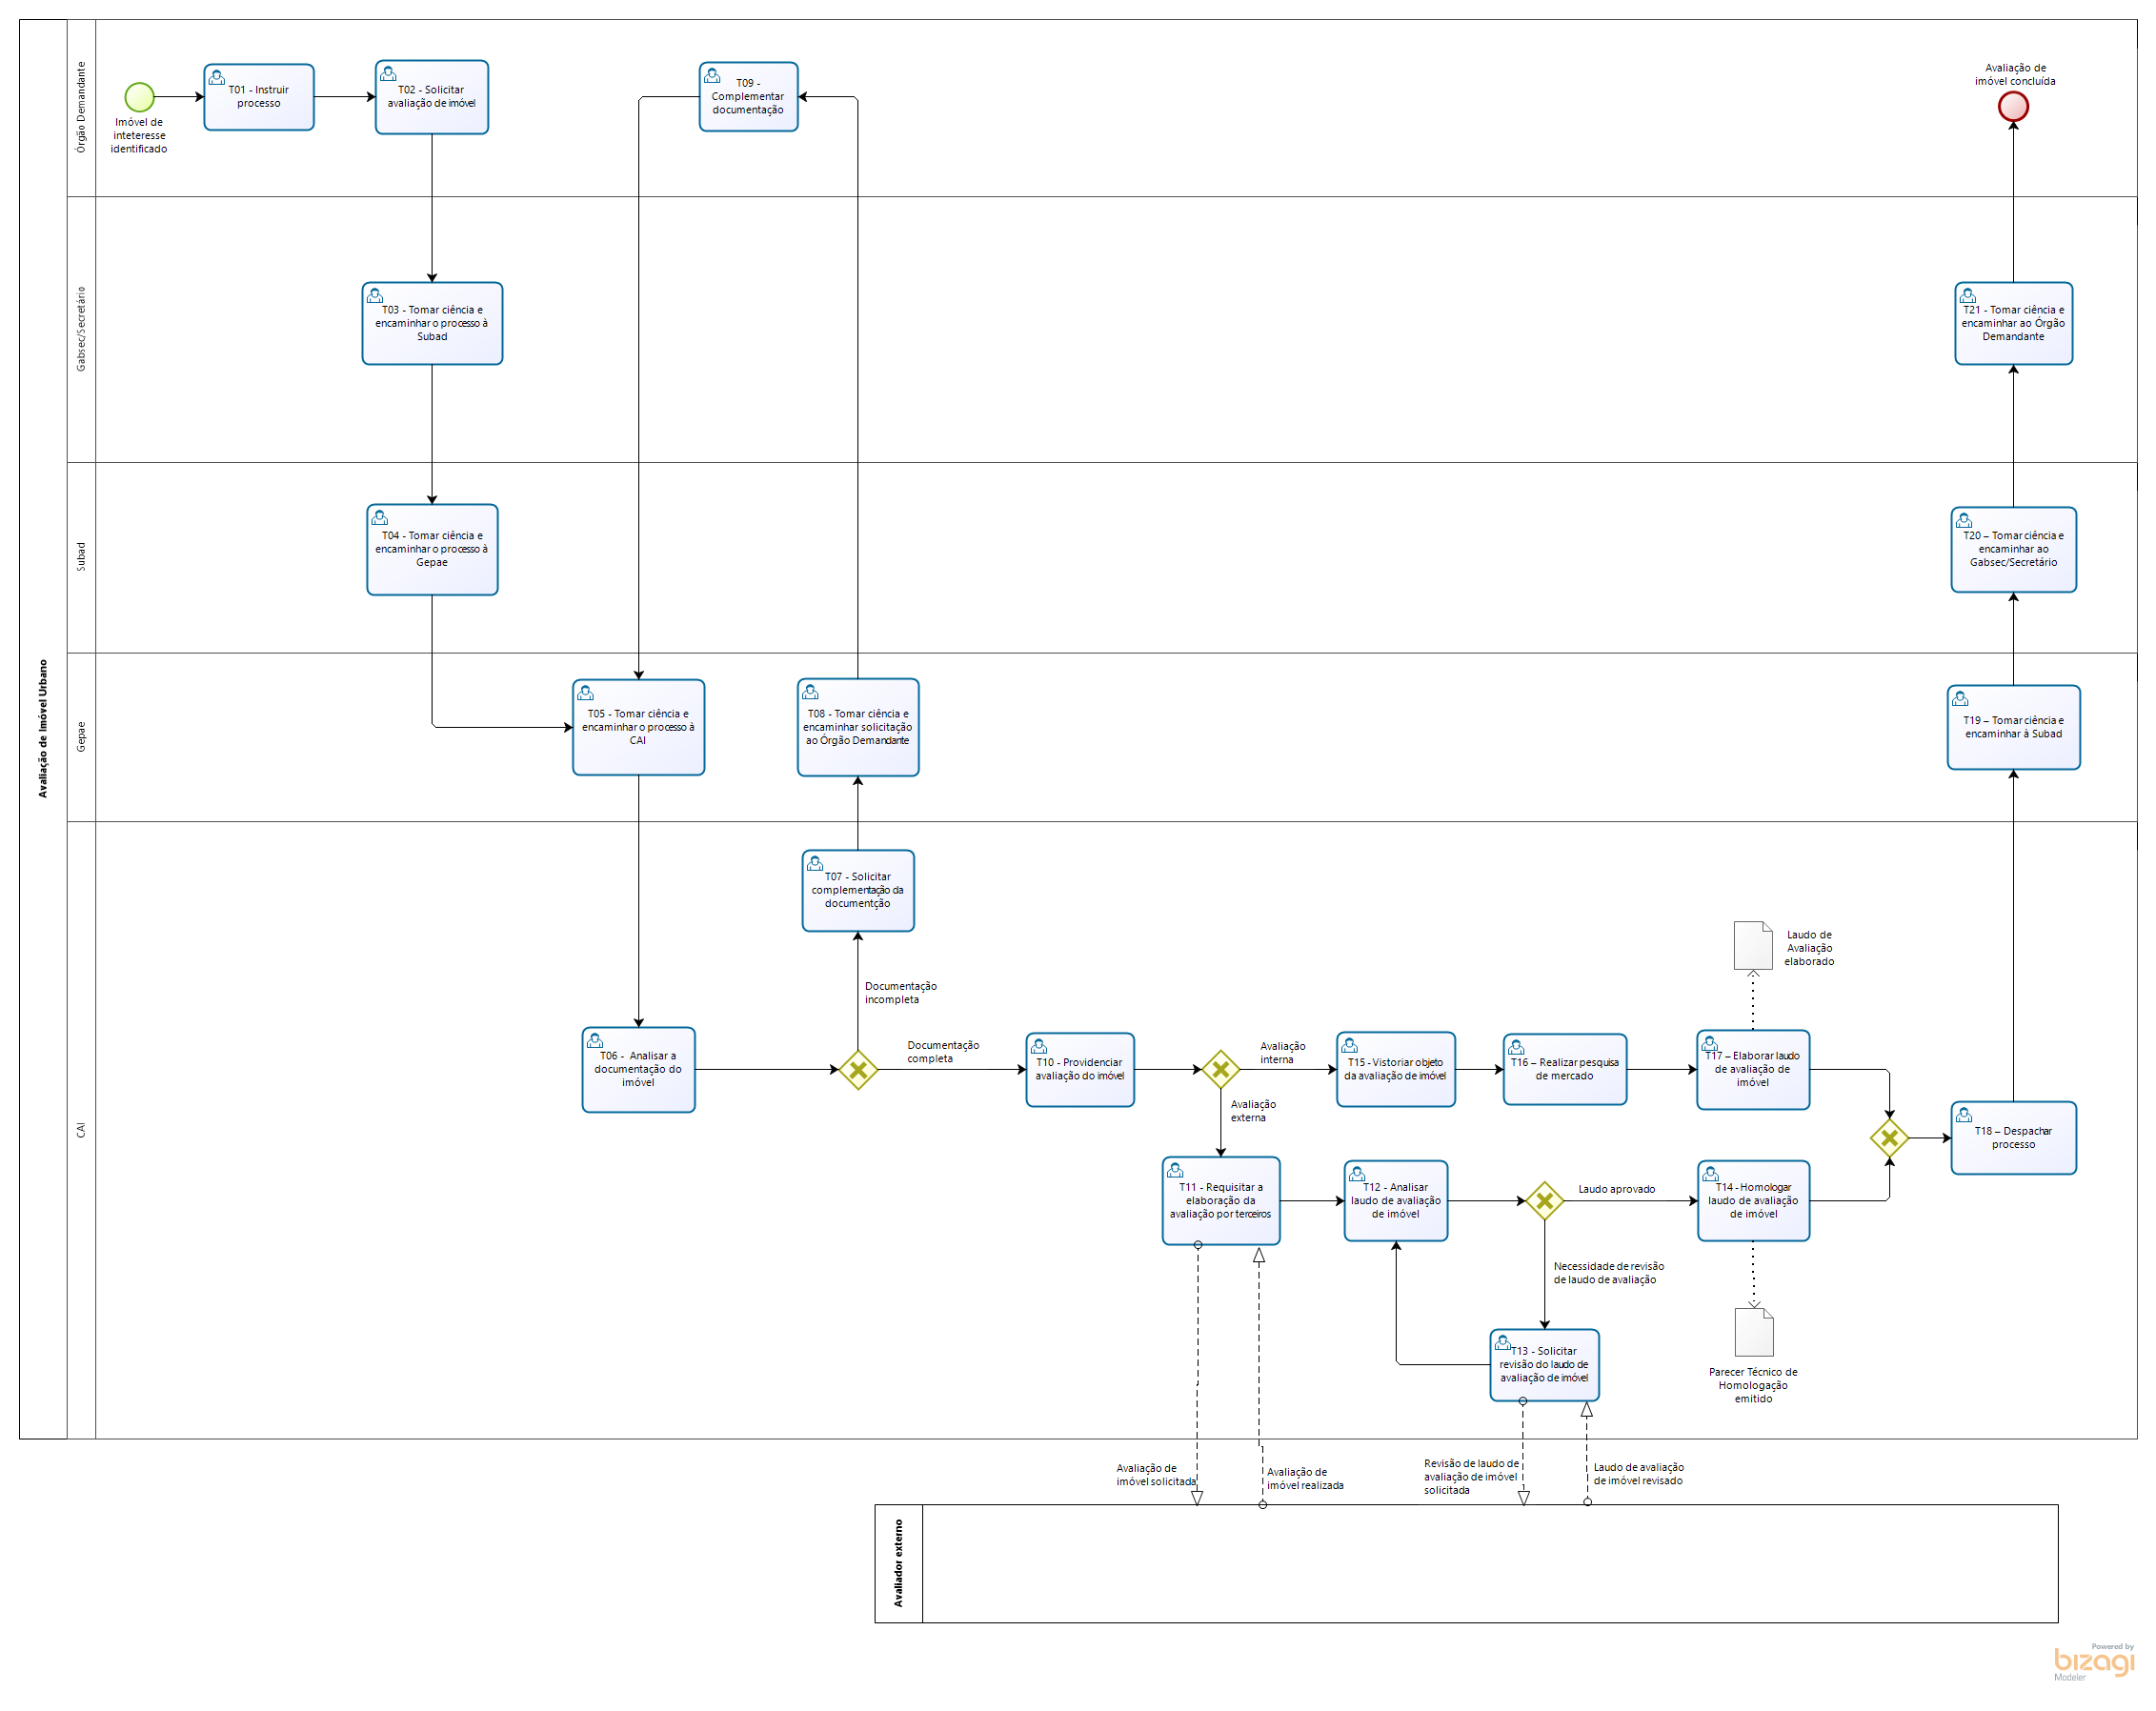 Avaliação de Imóvel Urbano
Órgão Demandante
Imóvel de
inteteresse
identificado
T01 - Instruir
processo
T02 - Solicitar
avaliação de imóvel
T09 -
Complementar
documentação
Avaliação de
imóvel concluída
Gabsec/Secretário
T03 - Tomar ciência e
encaminhar o processo à
Subad
T21 - Tomar ciência e
encaminhar ao Órgão
Demandante
Subad
T04 - Tomar ciência e
encaminhar o processo à
Gepae
T20 – Tomar ciência e
encaminhar ao
Gabsec/Secretário
Gepae
T05 - Tomar ciência e
encaminhar o processo à
CAI
T08 - Tomar ciência e
encaminhar solicitação
ao Órgão Demandante
T19 – Tomar ciência e
encaminhar à Subad
CAI
T07 - Solicitar
complementação da
documentção
Documentação
incompleta
T06 - Analisar a
documentação do
imóvel
Documentação
completa
T10 - Providenciar
avaliação do imóvel
Avaliação
interna
Avaliação
externa
T15 - Vistoriar objeto
da avaliação de imóvel
T16 – Realizar pesquisa
de mercado
T17 – Elaborar laudo
de avaliação de
imóvel
Laudo de
Avaliação
elaborado
T11 - Requisitar a
elaboração da
avaliação por terceiros
T12 - Analisar
laudo de avaliação
de imóvel
Laudo aprovado
T14 - Homologar
laudo de avaliação
de imóvel
T18 – Despachar
processo
Necessidade de revisão
de laudo de avaliação
T13 - Solicitar
revisão do laudo de
avaliação de imóvel
Parecer Técnico de
Homologação
emitido
Avaliação de
imóvel solicitada
Avaliação de
imóvel realizada
Revisão de laudo de
avaliação de imóvel
solicitada
Laudo de avaliação
de imóvel revisado
Avaliador externo
Powered by
bizagi
Modeler